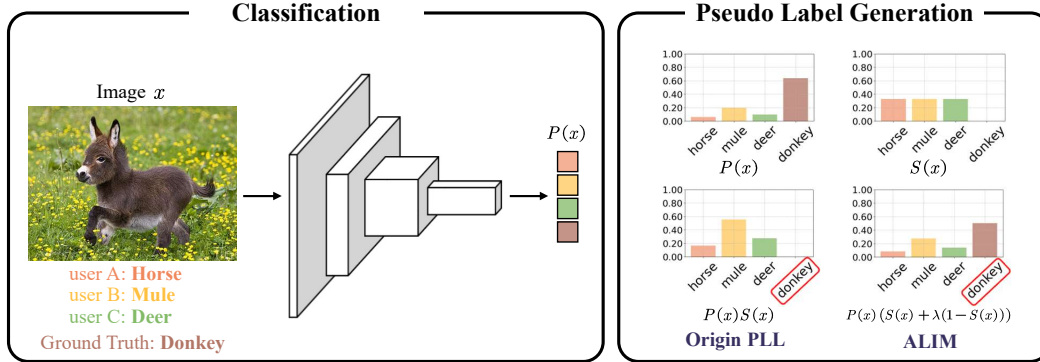 Classification
Image x
user A: Horse
user B: Mule
user C: Deer
Ground Truth: Donkey
P(x)
Pseudo Label Generation
1.00
0.80
0.60
0.40
0.20
0.00
horse
mule
deer
donkey
P(x)
1.00
0.80
0.60
0.40
0.20
0.00
horse
mule
deer
donkey
S(x)
1.00
0.80
0.60
0.40
0.20
0.00
horse
mule
deer
donkey
P(x)S(x)
Origin PLL
1.00
0.80
0.60
0.40
0.20
0.00
horse
mule
deer
donkey
P(x)(S(x) + λ(1−S(x)))
ALIM